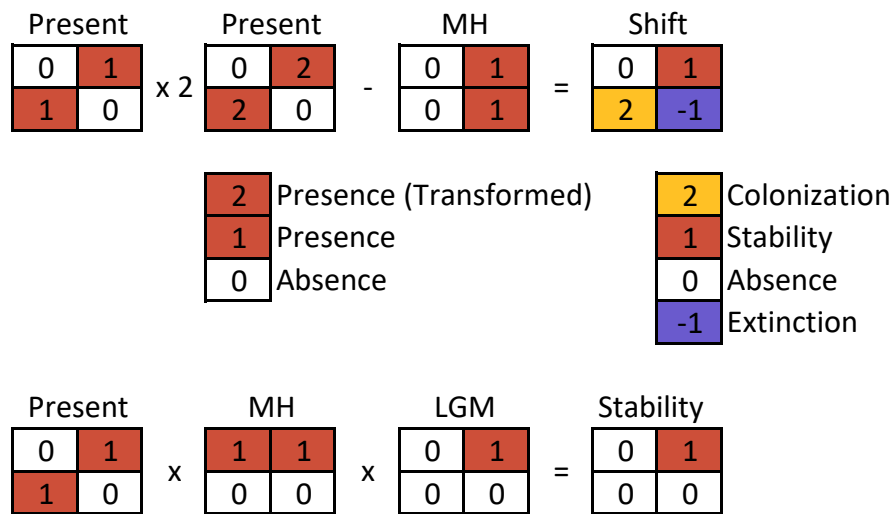 Present Present MH Shift
0 1 x 2 0 2 - 0 1 = 0 1
1 0 2 0 0 1 2 -1
2 Presence (Transformed) 2 Colonization
1 Presence 1 Stability
0 Absence 0 Absence
-1 Extinction
Present MH LGM Stability
0 1 x 1 1 x 0 1 = 0 1
1 0 0 0 0 0 0 0